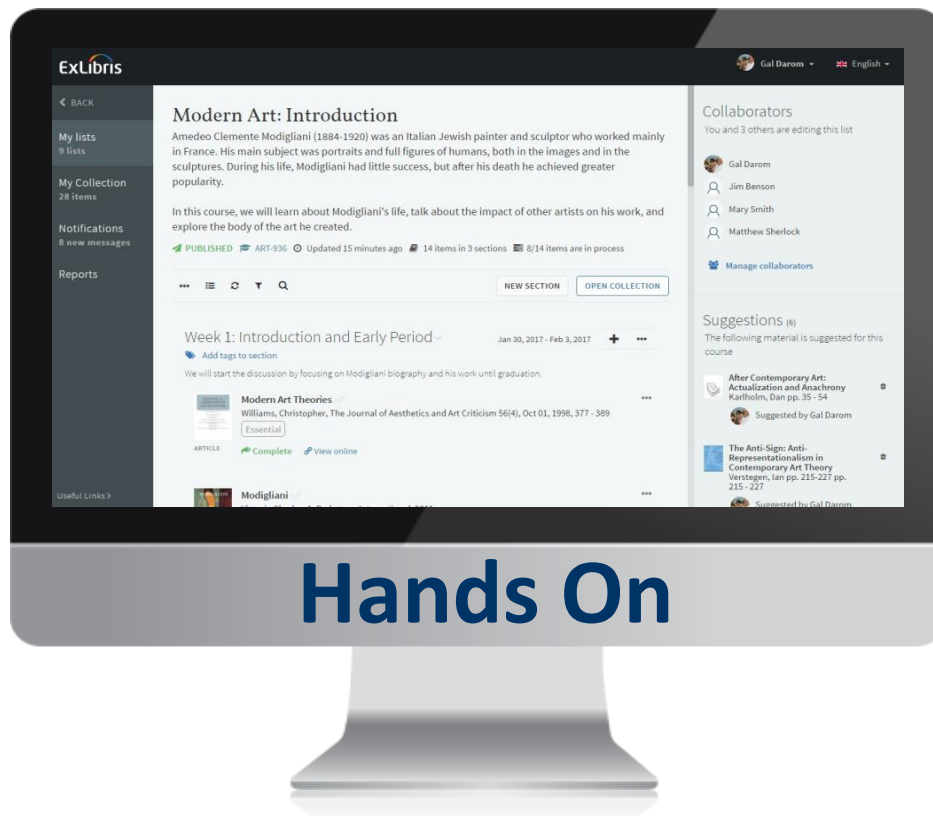 ExLibris
Gal Darom
English
BACK
My lists
9 lists
My Collection
28 items
Notifications
8 new messages
Reports
Useful Links >
Modern Art: Introduction
Amedeo Clemente Modigliani (1884-1920) was an Italian Jewish painter and sculptor who worked mainly
in France. His main subject was portraits and full figures of humans, both in the images and in the
sculptures. During his life, Modigliani had little success, but after his death he achieved greater
popularity.
In this course, we will learn about Modigliani's life, talk about the impact of other artists on his work, and
explore the body of the art he created.
PUBLISHED ART-936 Updated 15 minutes ago 14 items in 3 sections 8/14 items are in process
NEW SECTION OPEN COLLECTION
Week 1: Introduction and Early Period
Jan 30, 2017 - Feb 3, 2017
Add tags to section
We will start the discussion by focusing on Modigliani biography and his work until graduation.
Modern Art Theories
Williams, Christopher, The Journal of Aesthetics and Art Criticism 56(4), Oct 01, 1998, 377 - 389
Essential
ARTICLE
Complete View online
Modigliani
Collaborators
You and 3 others are editing this list
Gal Darom
Jim Benson
Mary Smith
Matthew Sherlock
Manage collaborators
Suggestions (6)
The following material is suggested for this
course
After Contemporary Art:
Actualization and Anachrony
Karlholm, Dan pp. 35 - 54
Suggested by Gal Darom
The Anti-Sign: Anti-
Representationalism in
Contemporary Art Theory
Verstegen, Ian pp. 215-227 pp.
215 - 227
Suggested by Gal Darom
Hands On